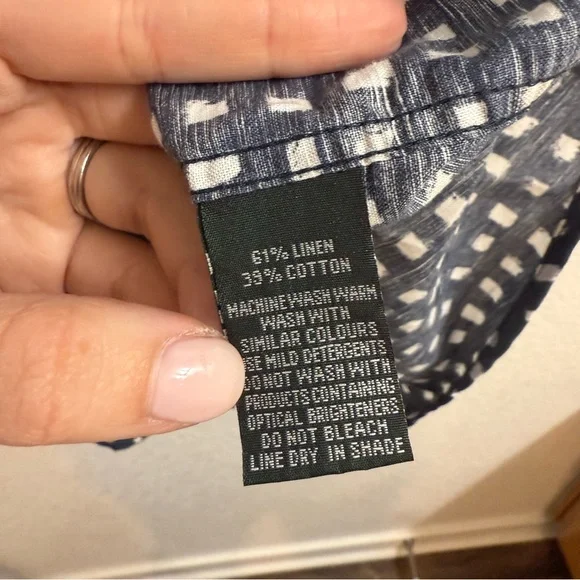 61% LINEN
39% COTTON
MACHINE WASH WARM
WASH WITH
SIMILAR COLOURS
SE MILD DETERGENTS
DO NOT WASH WITH
PRODUCTS CONTAINING
OPTICAL BRIGHTENERS
DO NOT BLEACH
LINE DRY IN SHADE